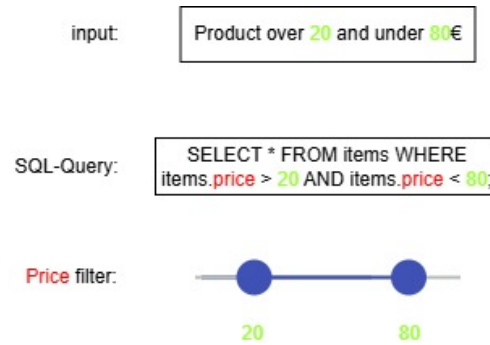 input:
Product over 20 and under 80€
SQL-Query:
SELECT * FROM items WHERE
items.price > 20 AND items.price < 80;
Price filter:
20
80